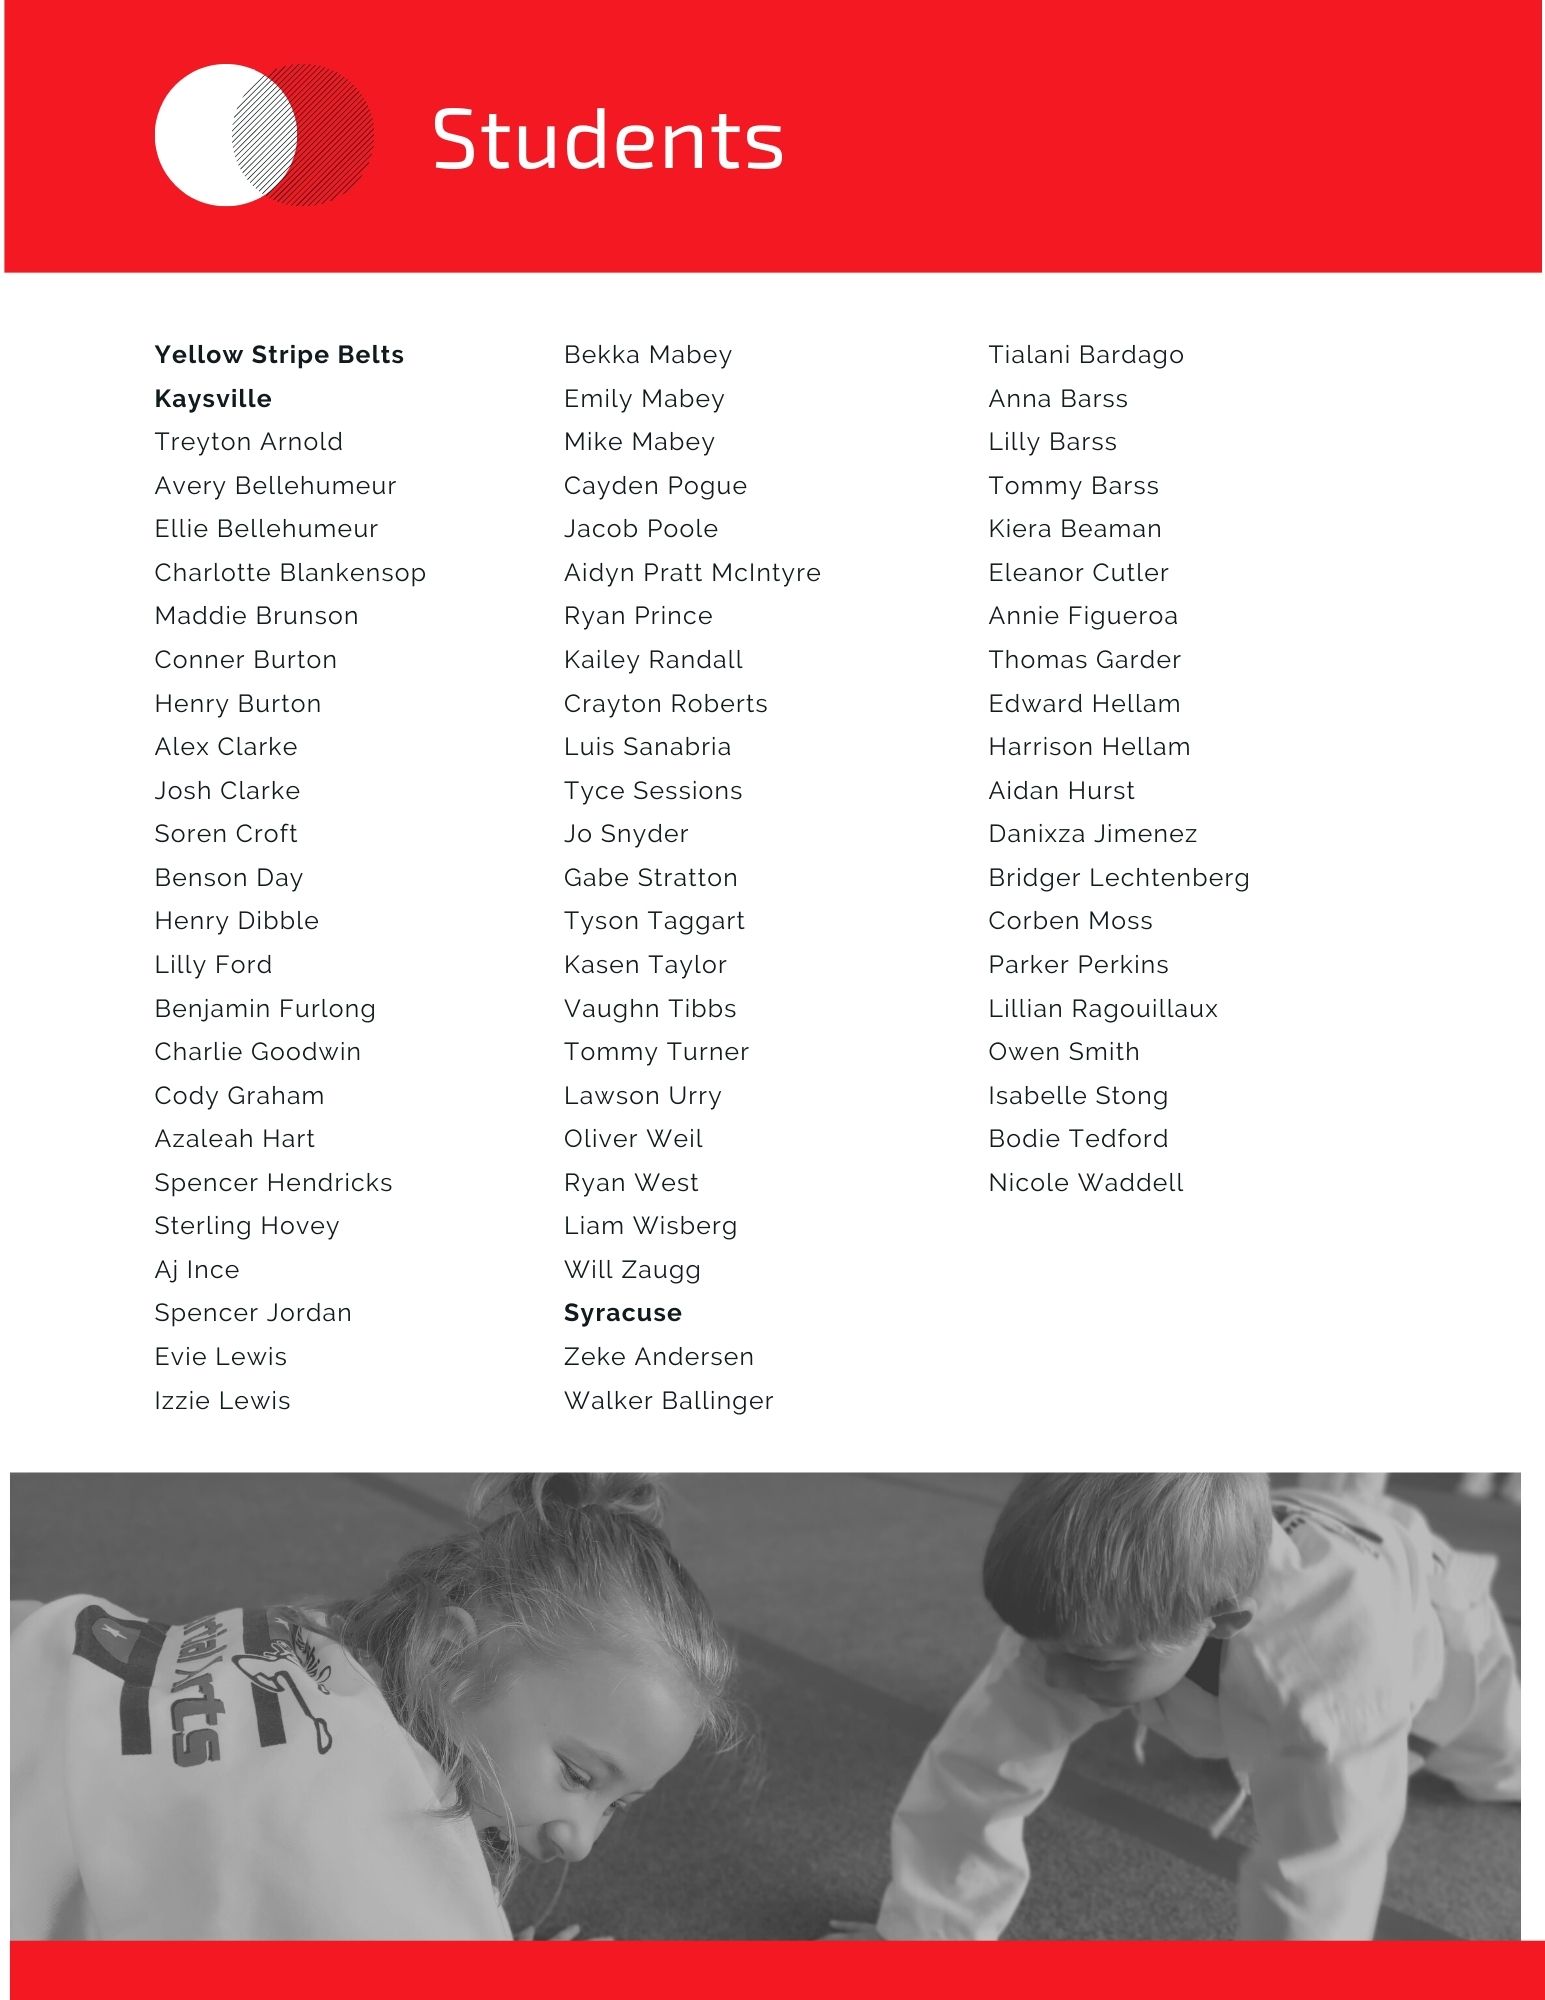 Students
Yellow Stripe Belts
Kaysville
Treyton Arnold
Avery Bellehumeur
Ellie Bellehumeur
Charlotte Blankensop
Maddie Brunson
Conner Burton
Henry Burton
Alex Clarke
Josh Clarke
Soren Croft
Benson Day
Henry Dibble
Lilly Ford
Benjamin Furlong
Charlie Goodwin
Cody Graham
Azaleah Hart
Spencer Hendricks
Sterling Hovey
Aj Ince
Spencer Jordan
Evie Lewis
Izzie Lewis
Bekka Mabey
Emily Mabey
Mike Mabey
Cayden Pogue
Jacob Poole
Aidyn Pratt McIntyre
Ryan Prince
Kailey Randall
Crayton Roberts
Luis Sanabria
Tyce Sessions
Jo Snyder
Gabe Stratton
Tyson Taggart
Kasen Taylor
Vaughn Tibbs
Tommy Turner
Lawson Urry
Oliver Weil
Ryan West
Liam Wisberg
Will Zaugg
Syracuse
Zeke Andersen
Walker Ballinger
Tialani Bardago
Anna Barss
Lilly Barss
Tommy Barss
Kiera Beaman
Eleanor Cutler
Annie Figueroa
Thomas Garder
Edward Hellam
Harrison Hellam
Aidan Hurst
Danixza Jimenez
Bridger Lechtenberg
Corben Moss
Parker Perkins
Lillian Ragouillaux
Owen Smith
Isabelle Stong
Bodie Tedford
Nicole Waddell